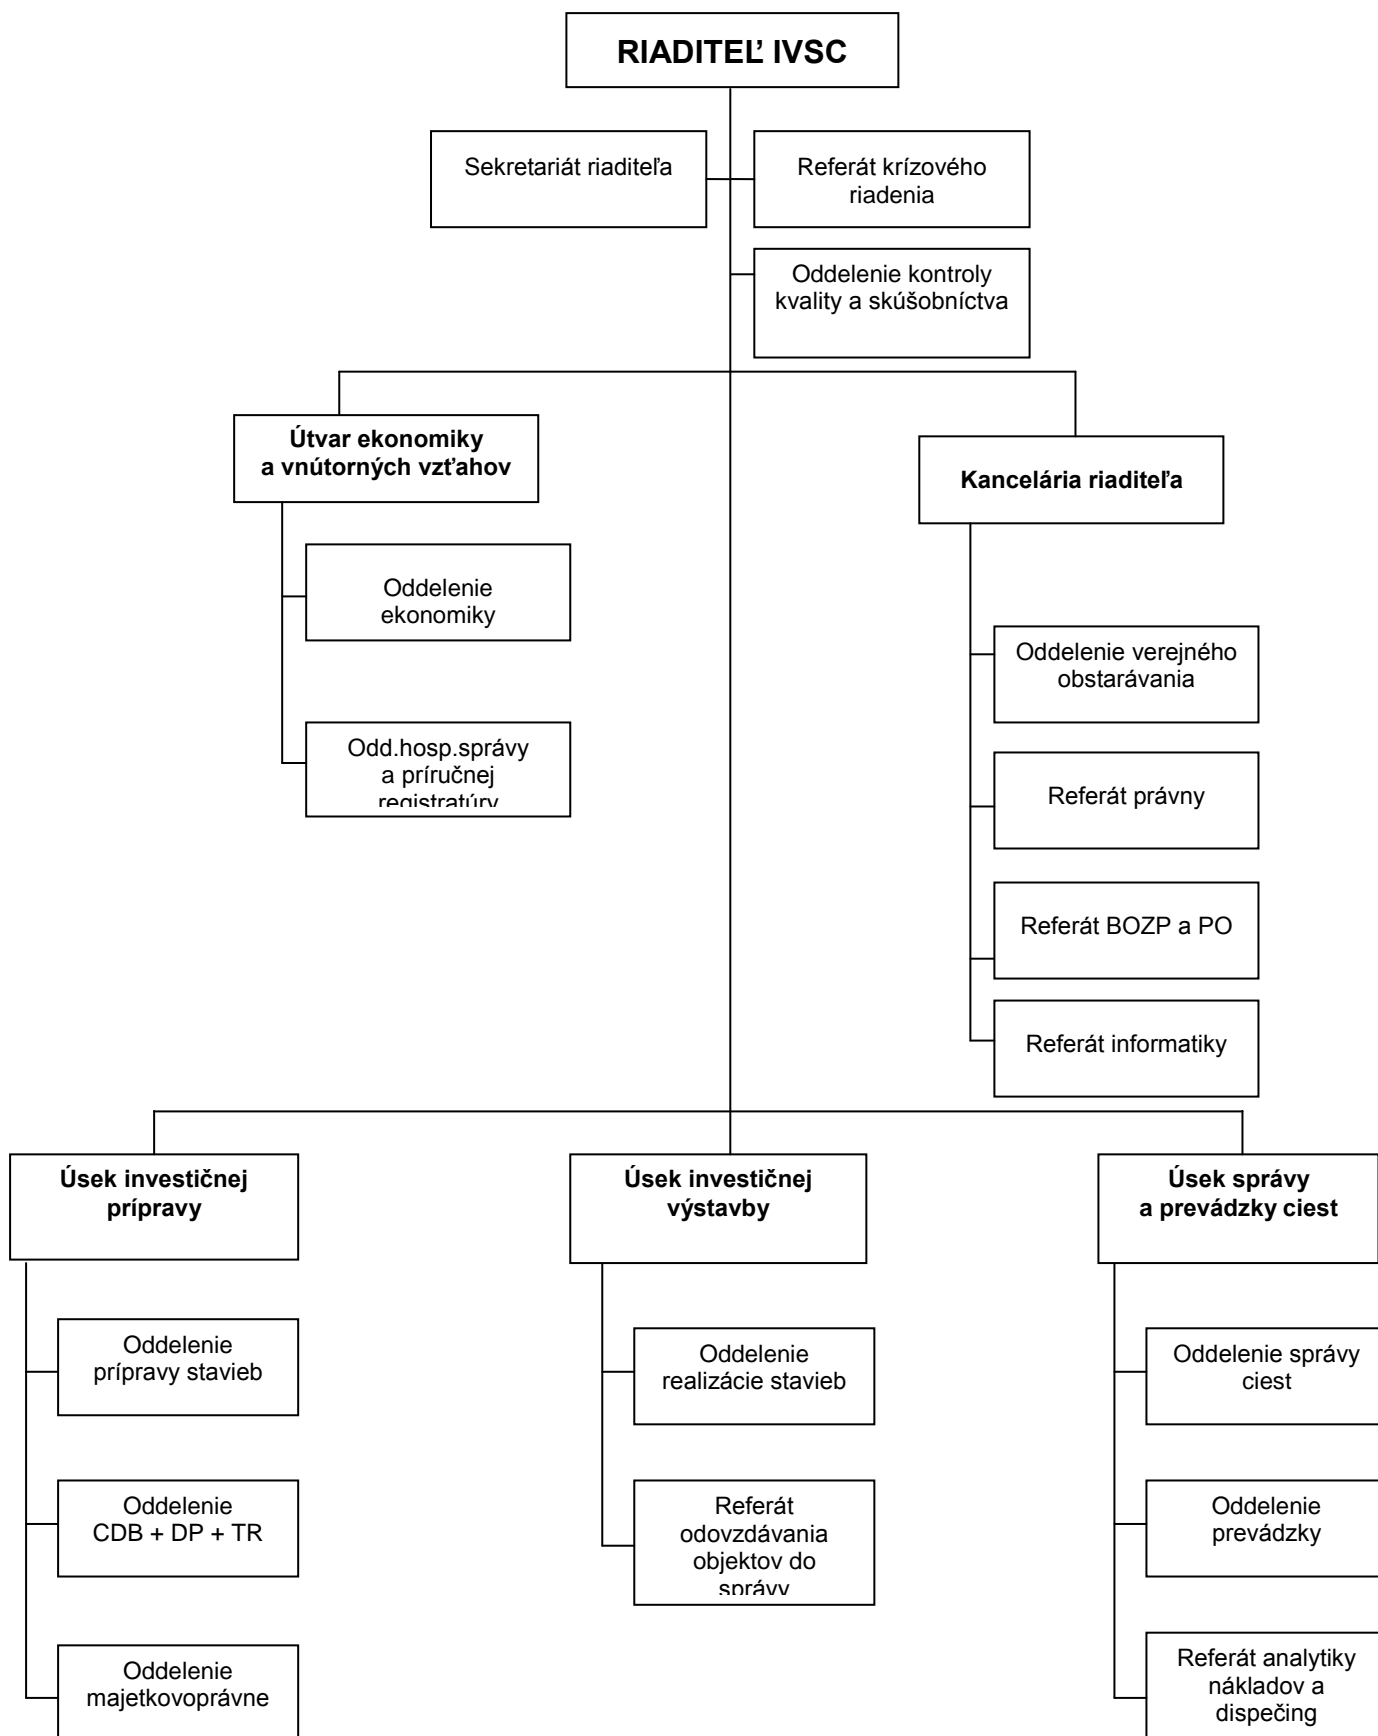 RIADITEĽ IVSC
Sekretariát riaditeľa
Referát krízového
riadenia
Oddelenie kontroly
kvality a skúšobníctva
Útvar ekonomiky
a vnútorných vzťahov
Kancelária riaditeľa
Oddelenie
ekonomiky
Odd.hosp.správy
a príručnej
registratúry
Oddelenie verejného
obstarávania
Referát právny
Referát BOZP a PO
Referát informatiky
Úsek investičnej
prípravy
Úsek investičnej
výstavby
Úsek správy
a prevádzky ciest
Oddelenie
prípravy stavieb
Oddelenie
CDB + DP + TR
Oddelenie
majetkovoprávne
Oddelenie
realizácie stavieb
Referát
odovzdávania
objektov do
správy
Oddelenie správy
ciest
Oddelenie
prevádzky
Referát analytiky
nákladov a
dispečing